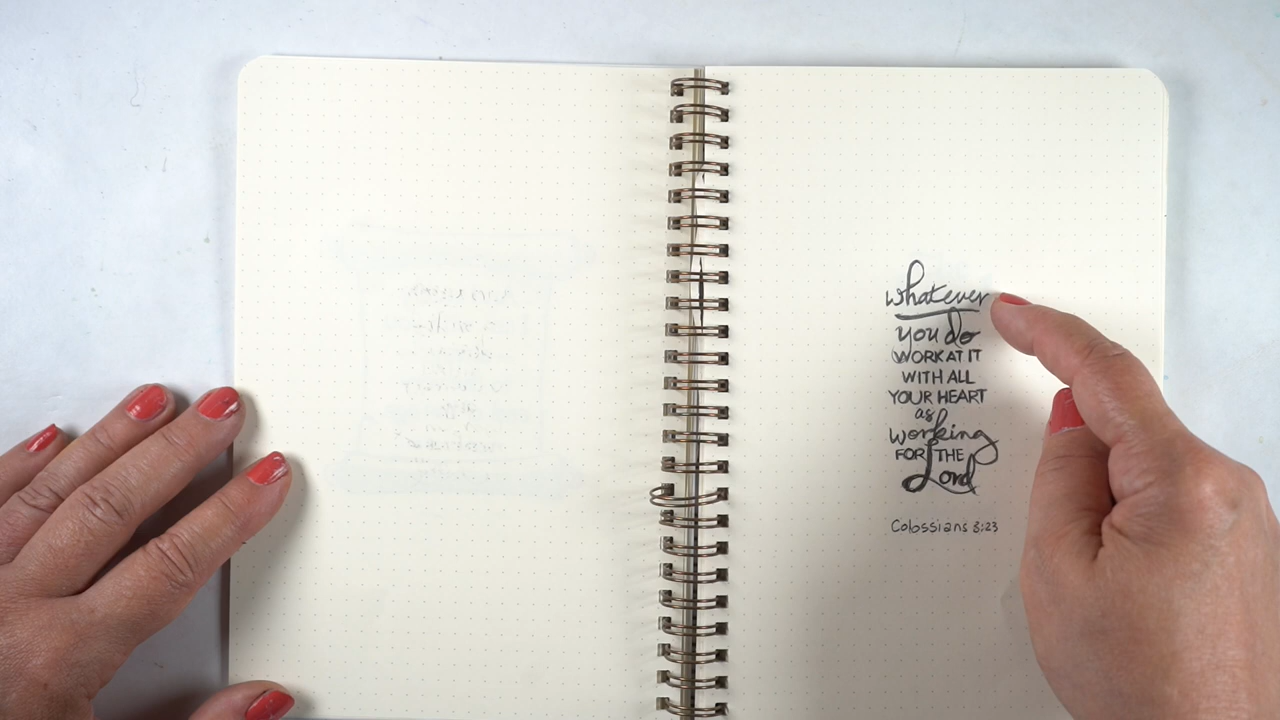 whatever
you do
WORK AT IT
WITH ALL
YOUR HEART
as
working
FOR THE
Lord
Colossians 3:23